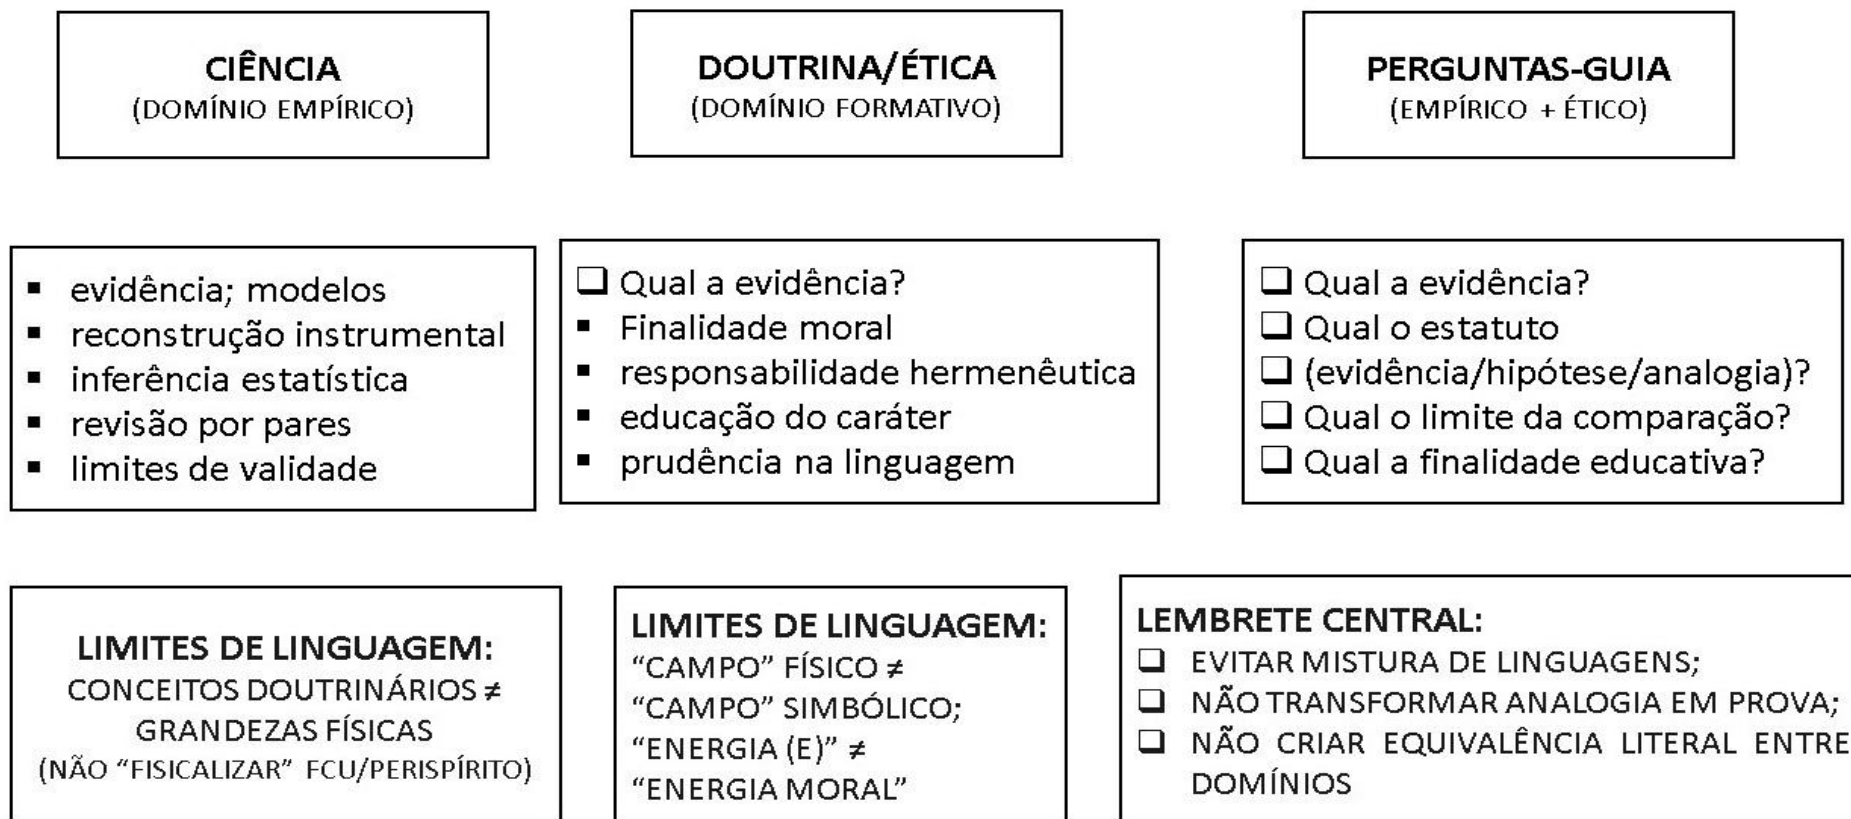 CIÊNCIA
(DOMÍNIO EMPÍRICO)
DOUTRINA/ÉTICA
(DOMÍNIO FORMATIVO)
PERGUNTAS-GUIA
(EMPÍRICO + ÉTICO)
▪ evidência; modelos
▪ reconstrução instrumental
▪ inferência estatística
▪ revisão por pares
▪ limites de validade
❑ Qual a evidência?
▪ Finalidade moral
▪ responsabilidade hermenêutica
▪ educação do caráter
▪ prudência na linguagem
❑ Qual a evidência?
❑ Qual o estatuto
❑ (evidência/hipótese/analogia)?
❑ Qual o limite da comparação?
❑ Qual a finalidade educativa?
LIMITES DE LINGUAGEM:
CONCEITOS DOUTRINÁRIOS ≠
GRANDEZAS FÍSICAS
(NÃO “FISICALIZAR” FCU/PERISPÍRITO)
LIMITES DE LINGUAGEM:
“CAMPO” FÍSICO ≠
“CAMPO” SIMBÓLICO;
“ENERGIA (E)” ≠
“ENERGIA MORAL”
LEMBRETE CENTRAL:
❑ EVITAR MISTURA DE LINGUAGENS;
❑ NÃO TRANSFORMAR ANALOGIA EM PROVA;
❑ NÃO CRIAR EQUIVALÊNCIA LITERAL ENTRE
DOMÍNIOS